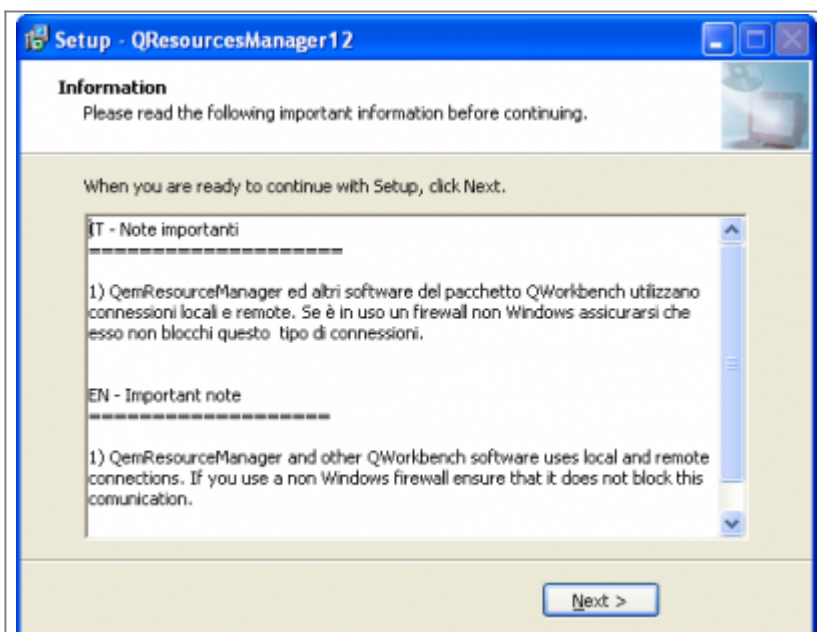 Setup - QResourcesManager12
Information
Please read the following important information before continuing.
When you are ready to continue with Setup, click Next.
IT - Note importanti
=====================
1) QemResourceManager ed altri software del pacchetto QWorkbench utilizzano
connessioni locali e remote. Se è in uso un firewall non Windows assicurarsi che
esso non blocchi questo tipo di connessioni.
EN - Important note
====================
1) QemResourceManager and other QWorkbench software uses local and remote
connections. If you use a non Windows firewall ensure that it does not block this
comunication.
Next >